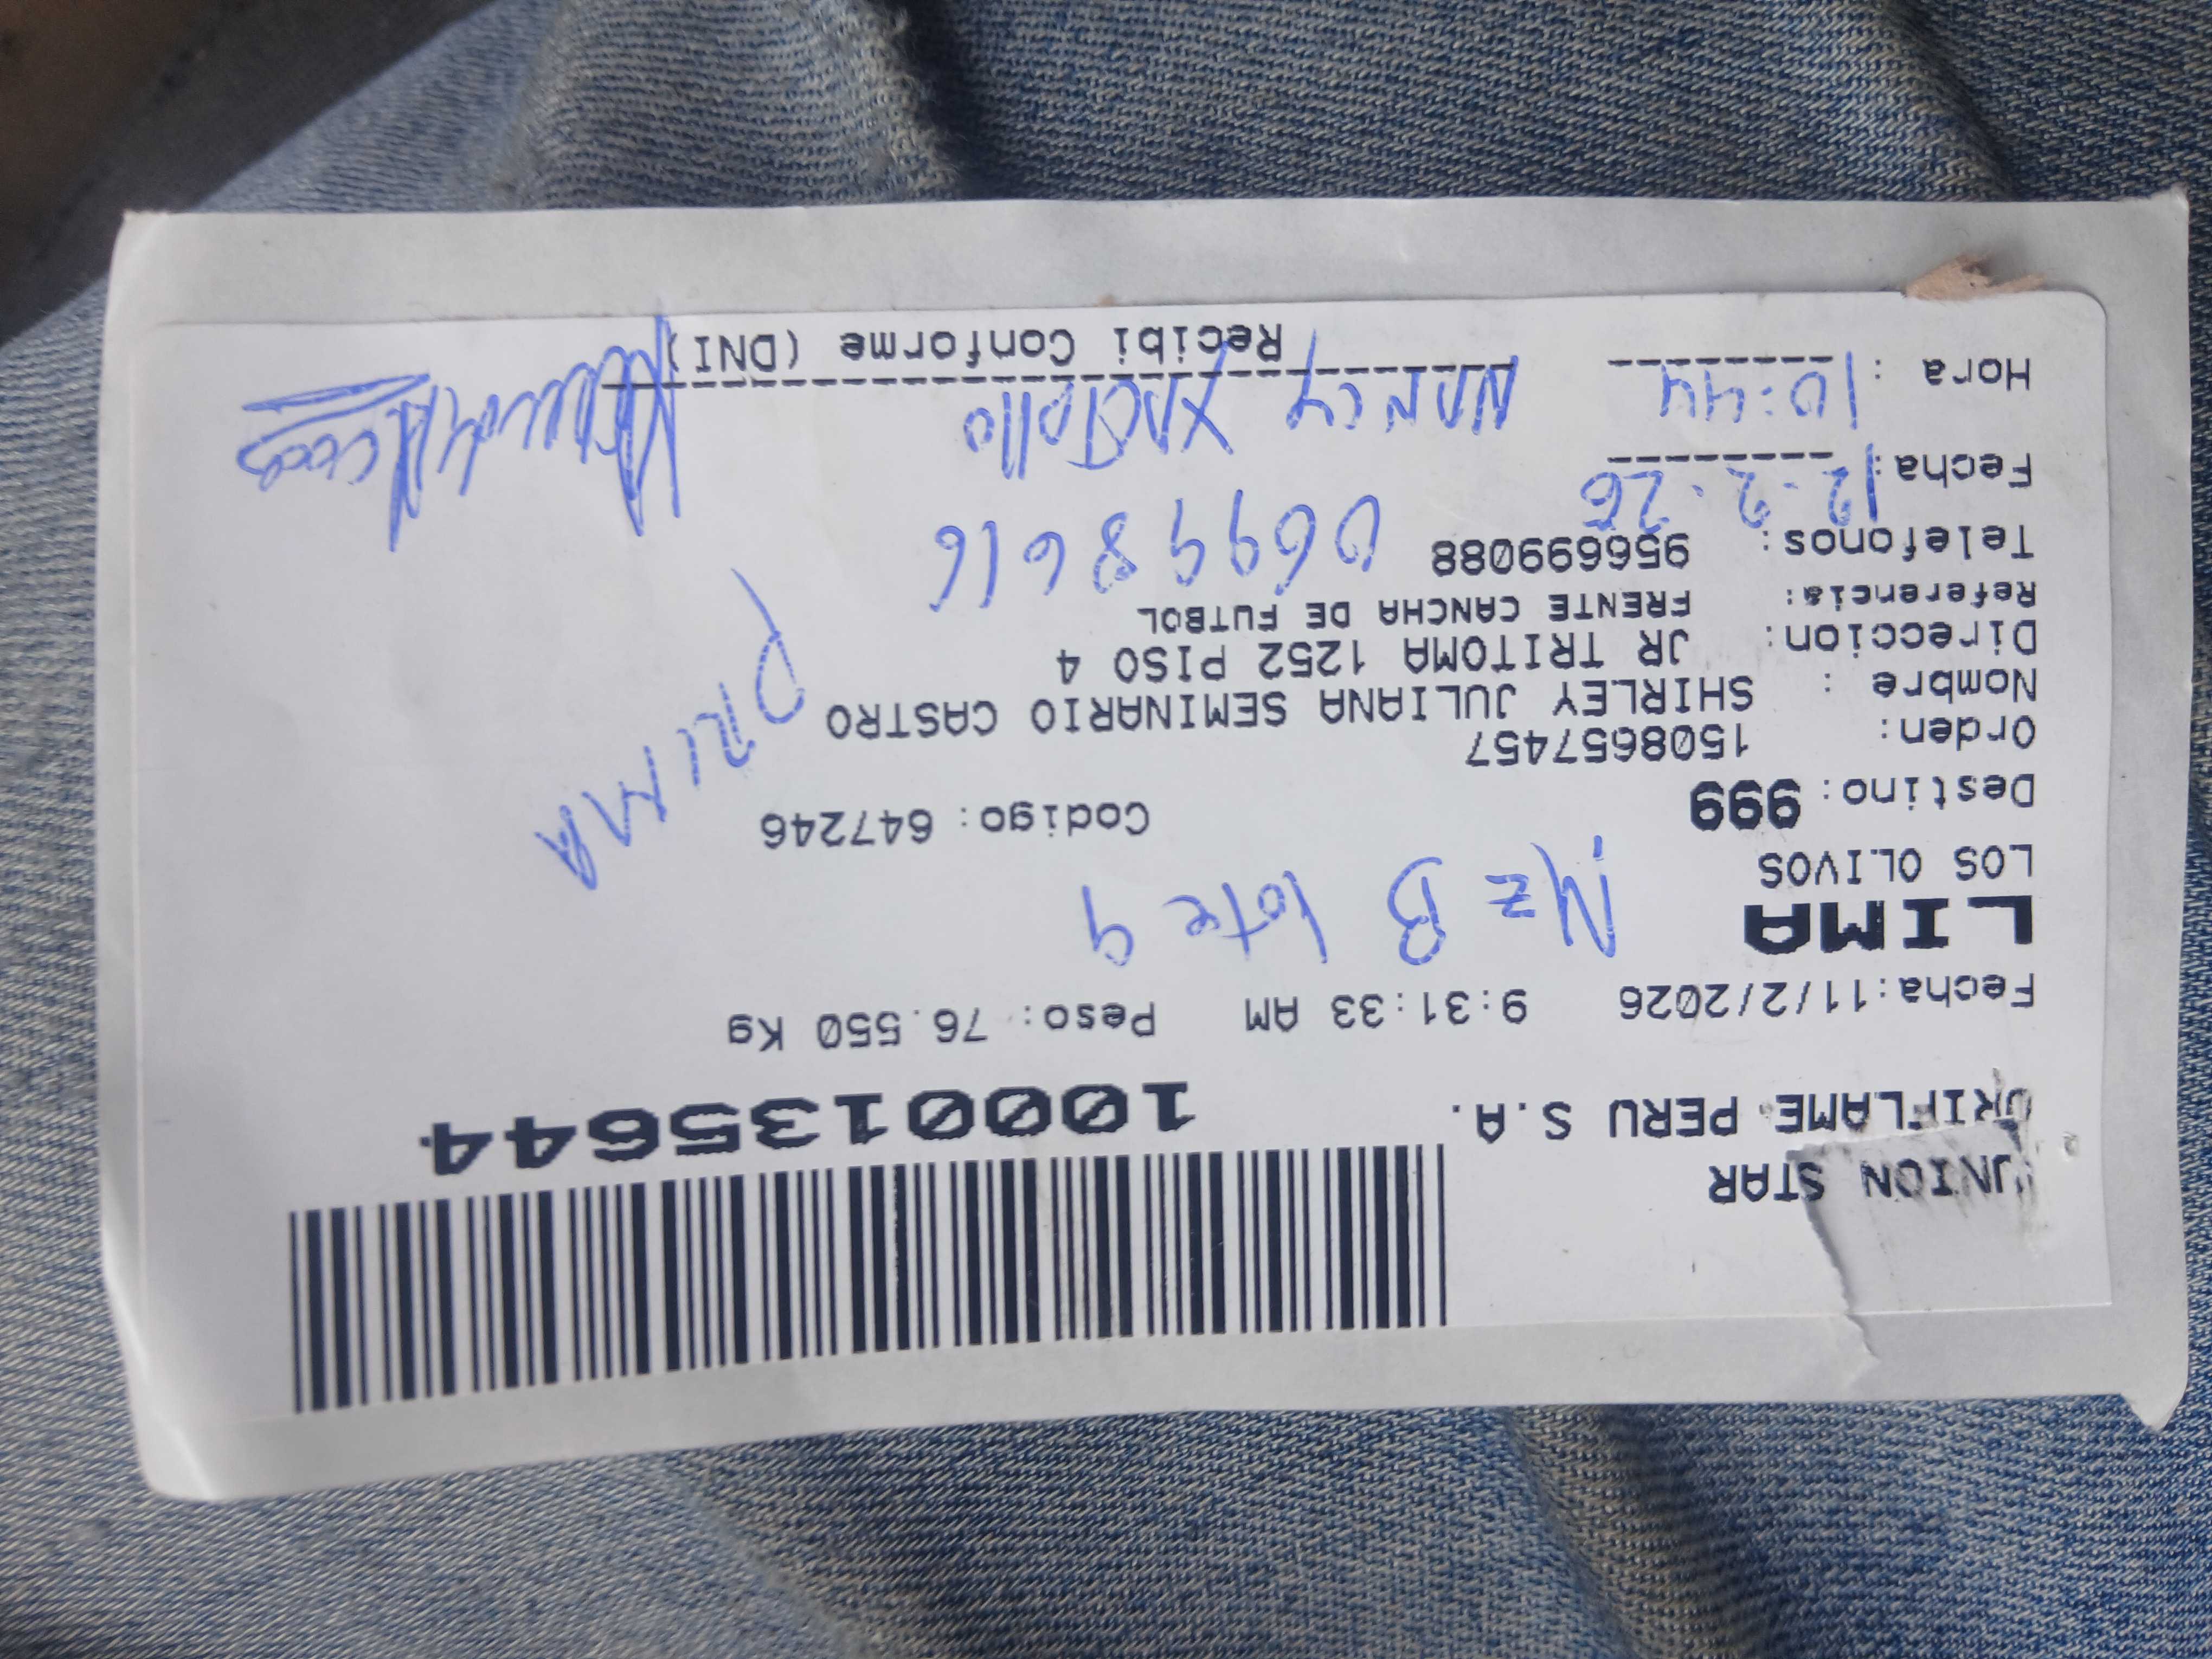 UNION STAR
ORIFLAME PERU S.A.
1000135644
Fecha:11/2/2026 9:31:33 AM Peso: 76.550 Kg
LIMA
LOS OLIVOS
Mz B lote 9
Destino: 999 Codigo: 647246
Orden: 1508657457
Nombre : SHIRLEY JULIANA SEMINARIO CASTRO
Direccion: JR TRITOMA 1252 PISO 4
Referencia: FRENTE CANCHA DE FUTBOL
PRIMA
Telefonos: 956699088
06998616
Fecha: 12.2.26
Hora : 10:44
NANCY
Recibi Conforme (DNI)